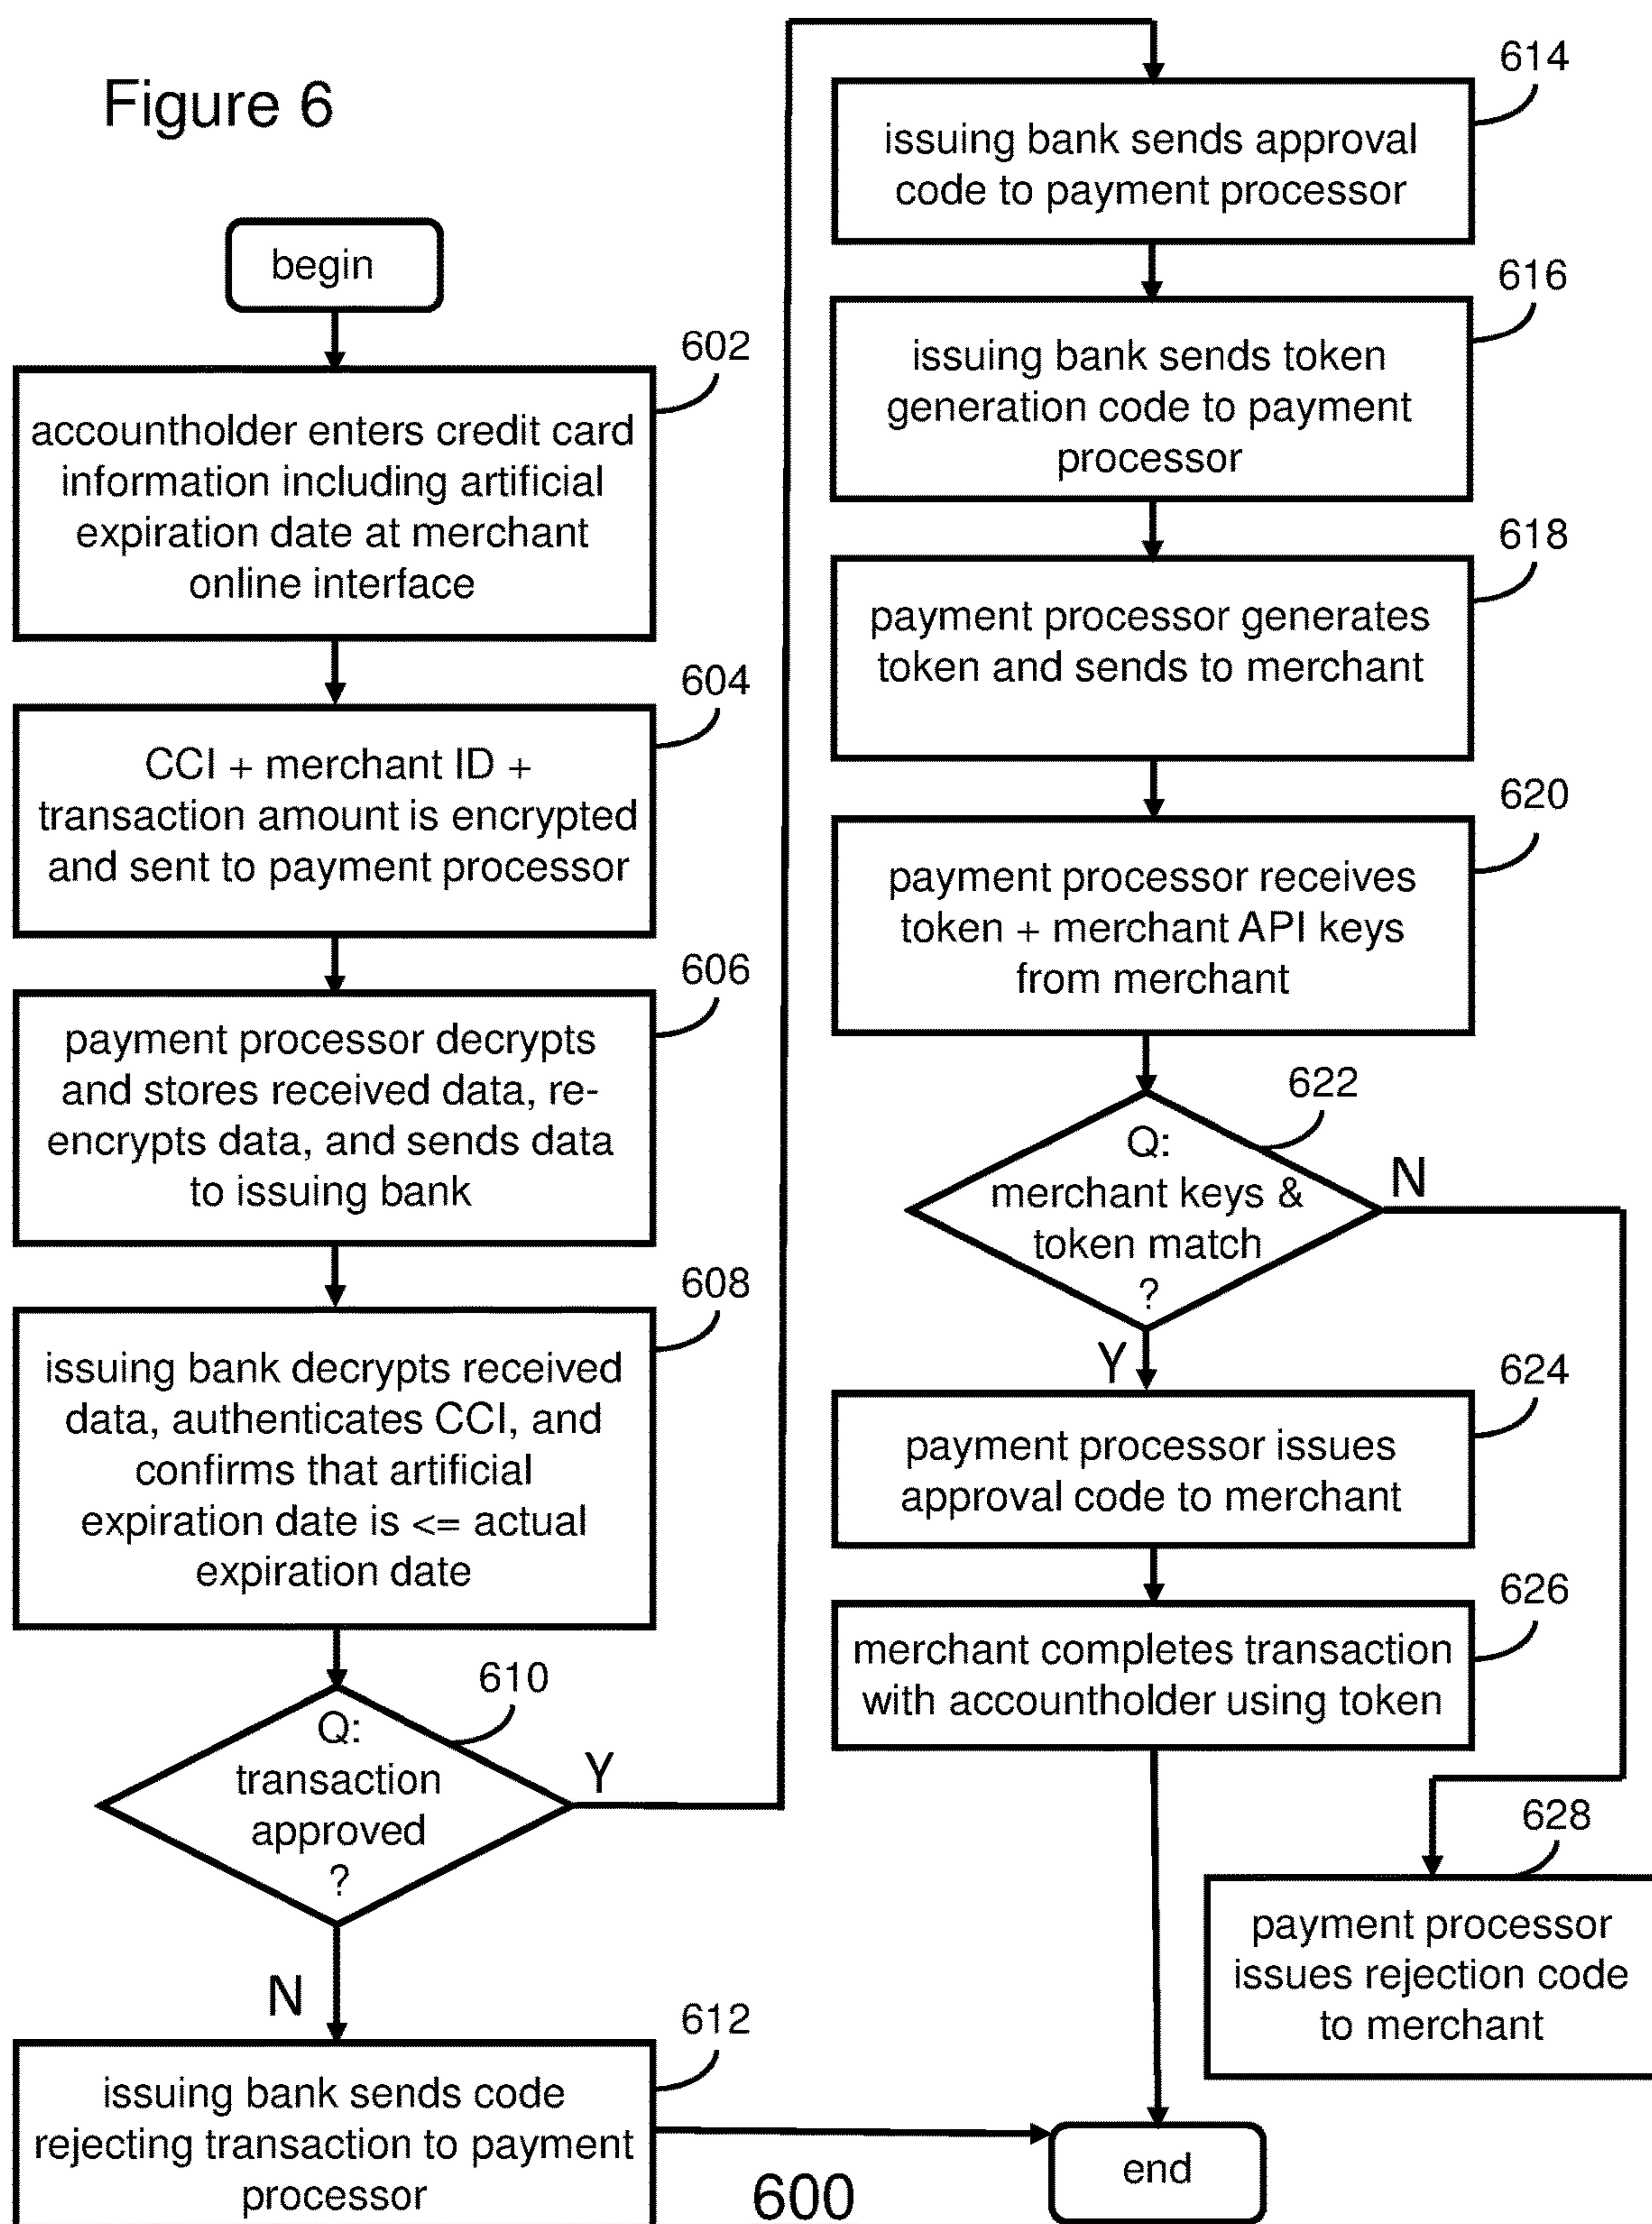 Figure 6
begin
602
accountholder enters credit card
information including artificial
expiration date at merchant
online interface
604
CCI + merchant ID +
transaction amount is encrypted
and sent to payment processor
606
payment processor decrypts
and stores received data, re-
encrypts data, and sends data
to issuing bank
608
issuing bank decrypts received
data, authenticates CCI, and
confirms that artificial
expiration date is <= actual
expiration date
610
Q:
transaction
approved
?
Y
N
612
issuing bank sends code
rejecting transaction to payment
processor
614
issuing bank sends approval
code to payment processor
616
issuing bank sends token
generation code to payment
processor
618
payment processor generates
token and sends to merchant
620
payment processor receives
token + merchant API keys
from merchant
622
Q:
merchant keys &
token match
?
N
Y
624
payment processor issues
approval code to merchant
626
merchant completes transaction
with accountholder using token
628
payment processor
issues rejection code
to merchant
end
600